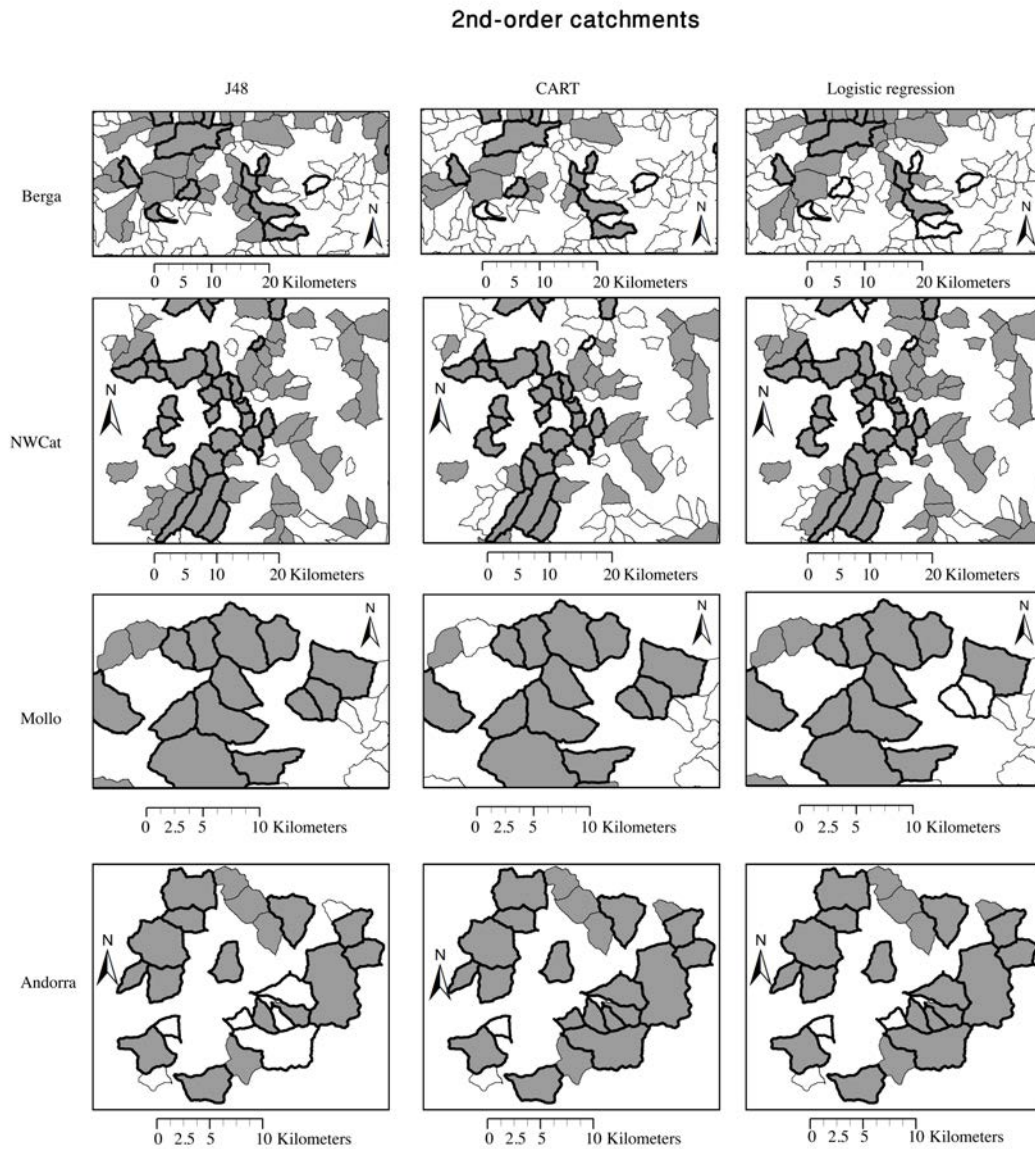 2nd-order catchments
J48 CART Logistic regression
Berga
N N N
0 5 10 20 Kilometers 0 5 10 20 Kilometers 0 5 10 20 Kilometers
N N N
NWCat
0 5 10 20 Kilometers 0 5 10 20 Kilometers 0 5 10 20 Kilometers
N N N
Mollo
0 2.5 5 10 Kilometers 0 2.5 5 10 Kilometers 0 2.5 5 10 Kilometers
N N N
Andorra
0 2.5 5 10 Kilometers 0 2.5 5 10 Kilometers 0 2.5 5 10 Kilometers